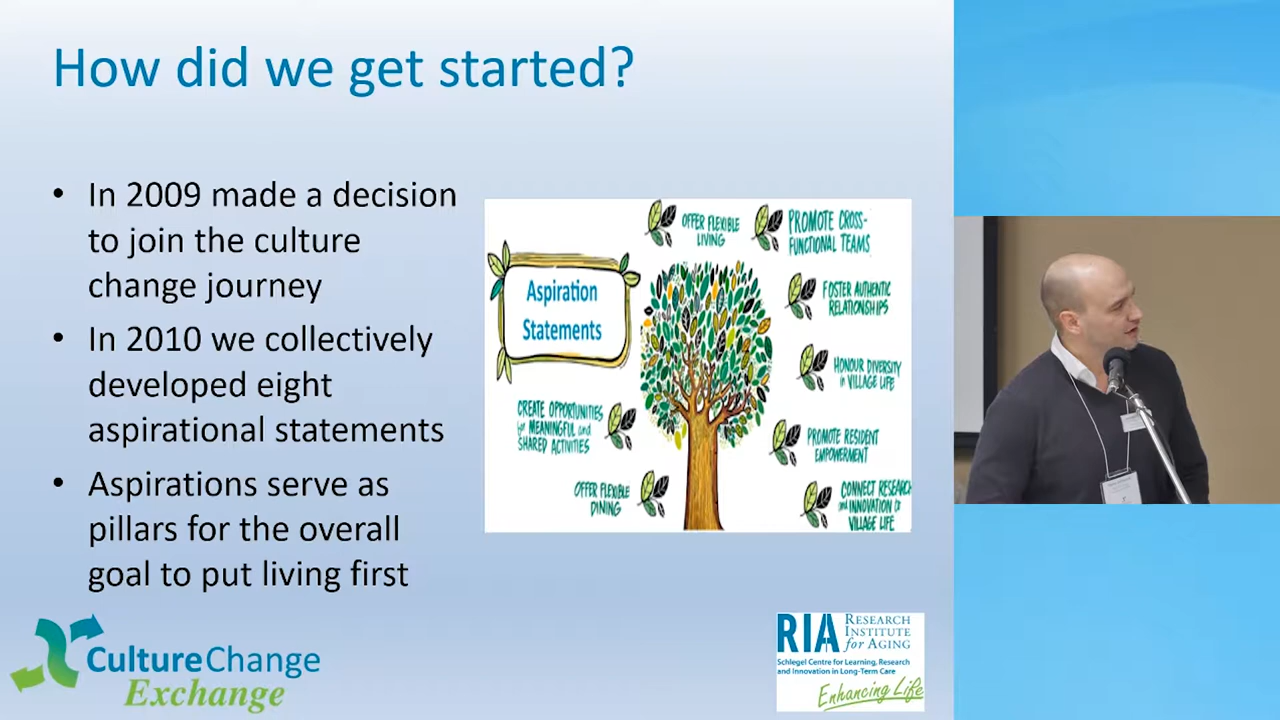 How did we get started?
• In 2009 made a decision
to join the culture
change journey
• In 2010 we collectively
developed eight
aspirational statements
• Aspirations serve as
pillars for the overall
goal to put living first
Aspiration
Statements
OFFER FLEXIBLE
LIVING
PROMOTE CROSS-
FUNCTIONAL TEAMS
FOSTER AUTHENTIC
RELATIONSHIPS
HONOUR DIVERSITY
in VILLAGE LIFE
CREATE OPPORTUNITIES
for MEANINGFUL and
SHARED ACTIVITIES
PROMOTE RESIDENT
EMPOWERMENT
OFFER FLEXIBLE
DINING
CONNECT RESEARCH
and INNOVATION to
VILLAGE LIFE
CultureChange
Exchange
RIA RESEARCH
INSTITUTE
for AGING
Schlegel Centre for Learning, Research
and Innovation in Long-Term Care
Enhancing Life